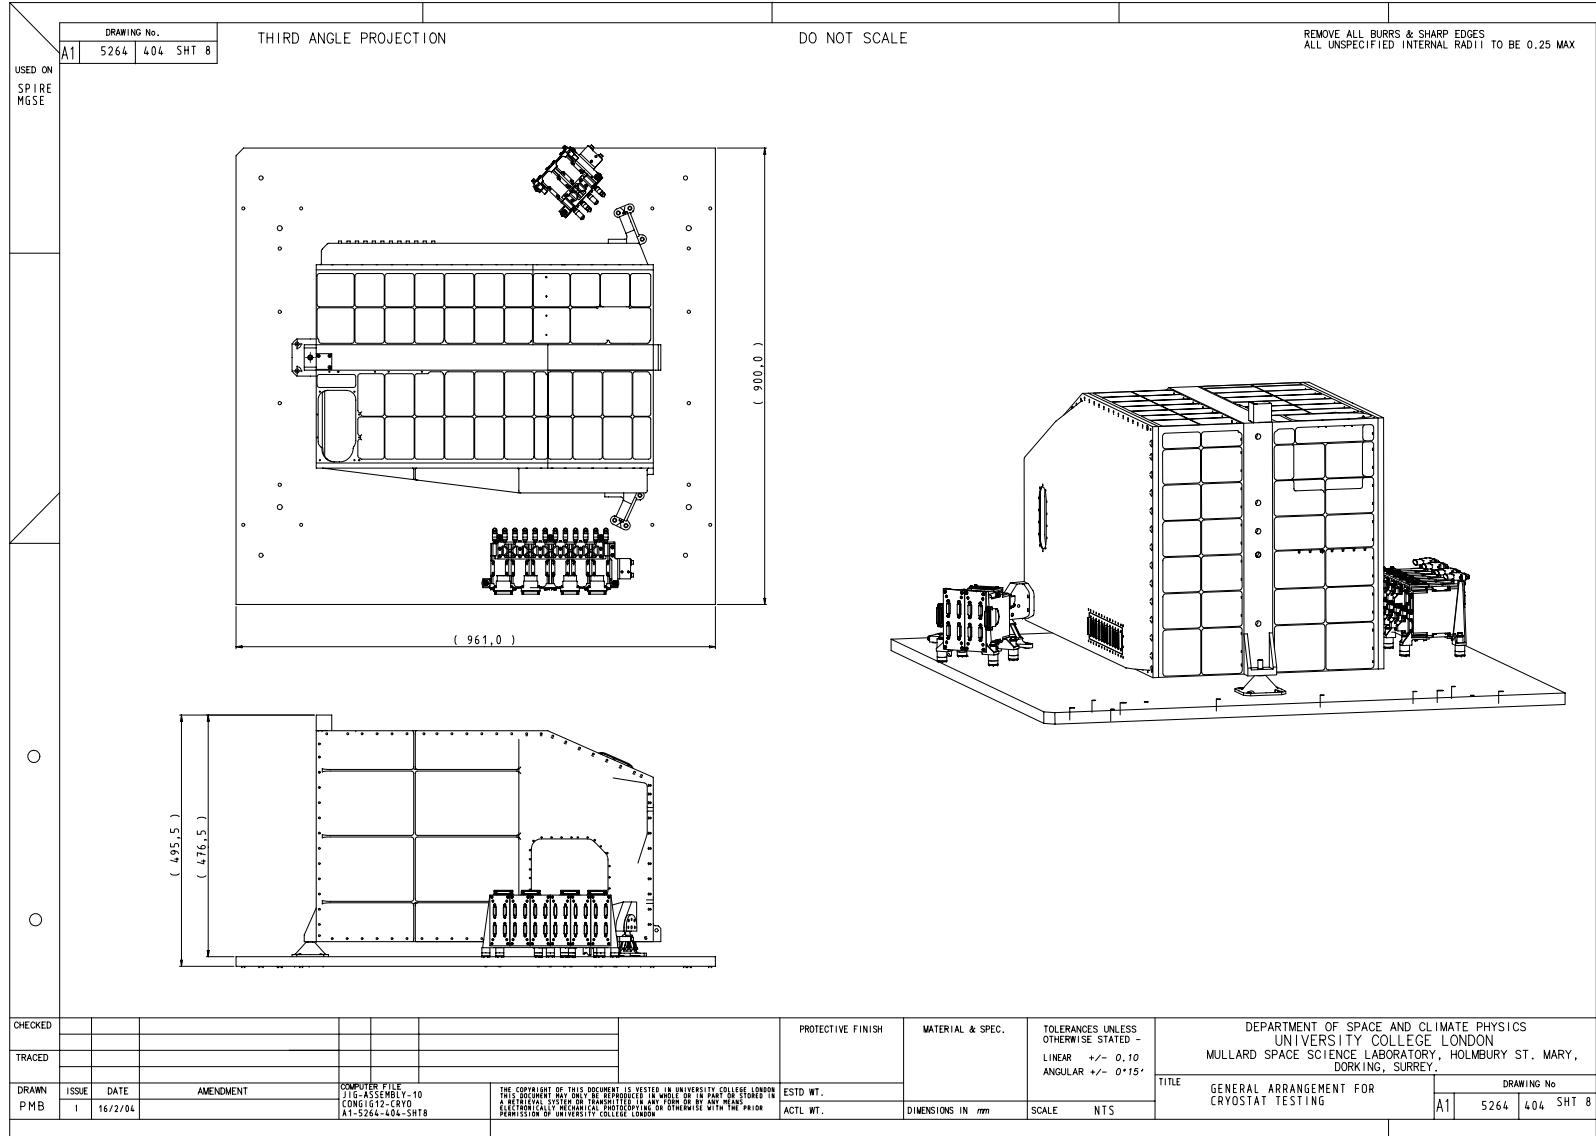 DRAWING No.
A1 5264 404 SHT 8
THIRD ANGLE PROJECTION
DO NOT SCALE
REMOVE ALL BURRS & SHARP EDGES
ALL UNSPECIFIED INTERNAL RADII TO BE 0.25 MAX
USED ON
SPIRE
MGSE
( 900,0 )
( 961,0 )
( 495,5 )
( 476,5 )
CHECKED
TRACED
DRAWN
PMB
ISSUE DATE AMENDMENT
1 16/2/04
COMPUTER FILE
JIG-ASSEMBLY-10
CONGIG12-CRYO
A1-5264-404-SHT8
THE COPYRIGHT OF THIS DOCUMENT IS VESTED IN UNIVERSITY COLLEGE LONDON
THIS DOCUMENT MAY ONLY BE REPRODUCED IN WHOLE OR IN PART OR STORED IN
A RETRIEVAL SYSTEM OR TRANSMITTED IN ANY FORM OR BY ANY MEANS
ELECTRONICALLY MECHANICAL PHOTOCOPYING OR OTHERWISE WITH THE PRIOR
PERMISSION OF UNIVERSITY COLLEGE LONDON
PROTECTIVE FINISH
ESTD WT.
ACTL WT.
MATERIAL & SPEC.
DIMENSIONS IN mm
TOLERANCES UNLESS
OTHERWISE STATED -
LINEAR +/- 0.10
ANGULAR +/- 0°15'
SCALE NTS
DEPARTMENT OF SPACE AND CLIMATE PHYSICS
UNIVERSITY COLLEGE LONDON
MULLARD SPACE SCIENCE LABORATORY, HOLMBURY ST. MARY,
DORKING, SURREY.
TITLE
GENERAL ARRANGEMENT FOR
CRYOSTAT TESTING
DRAWING No
A1 5264 404 SHT 8